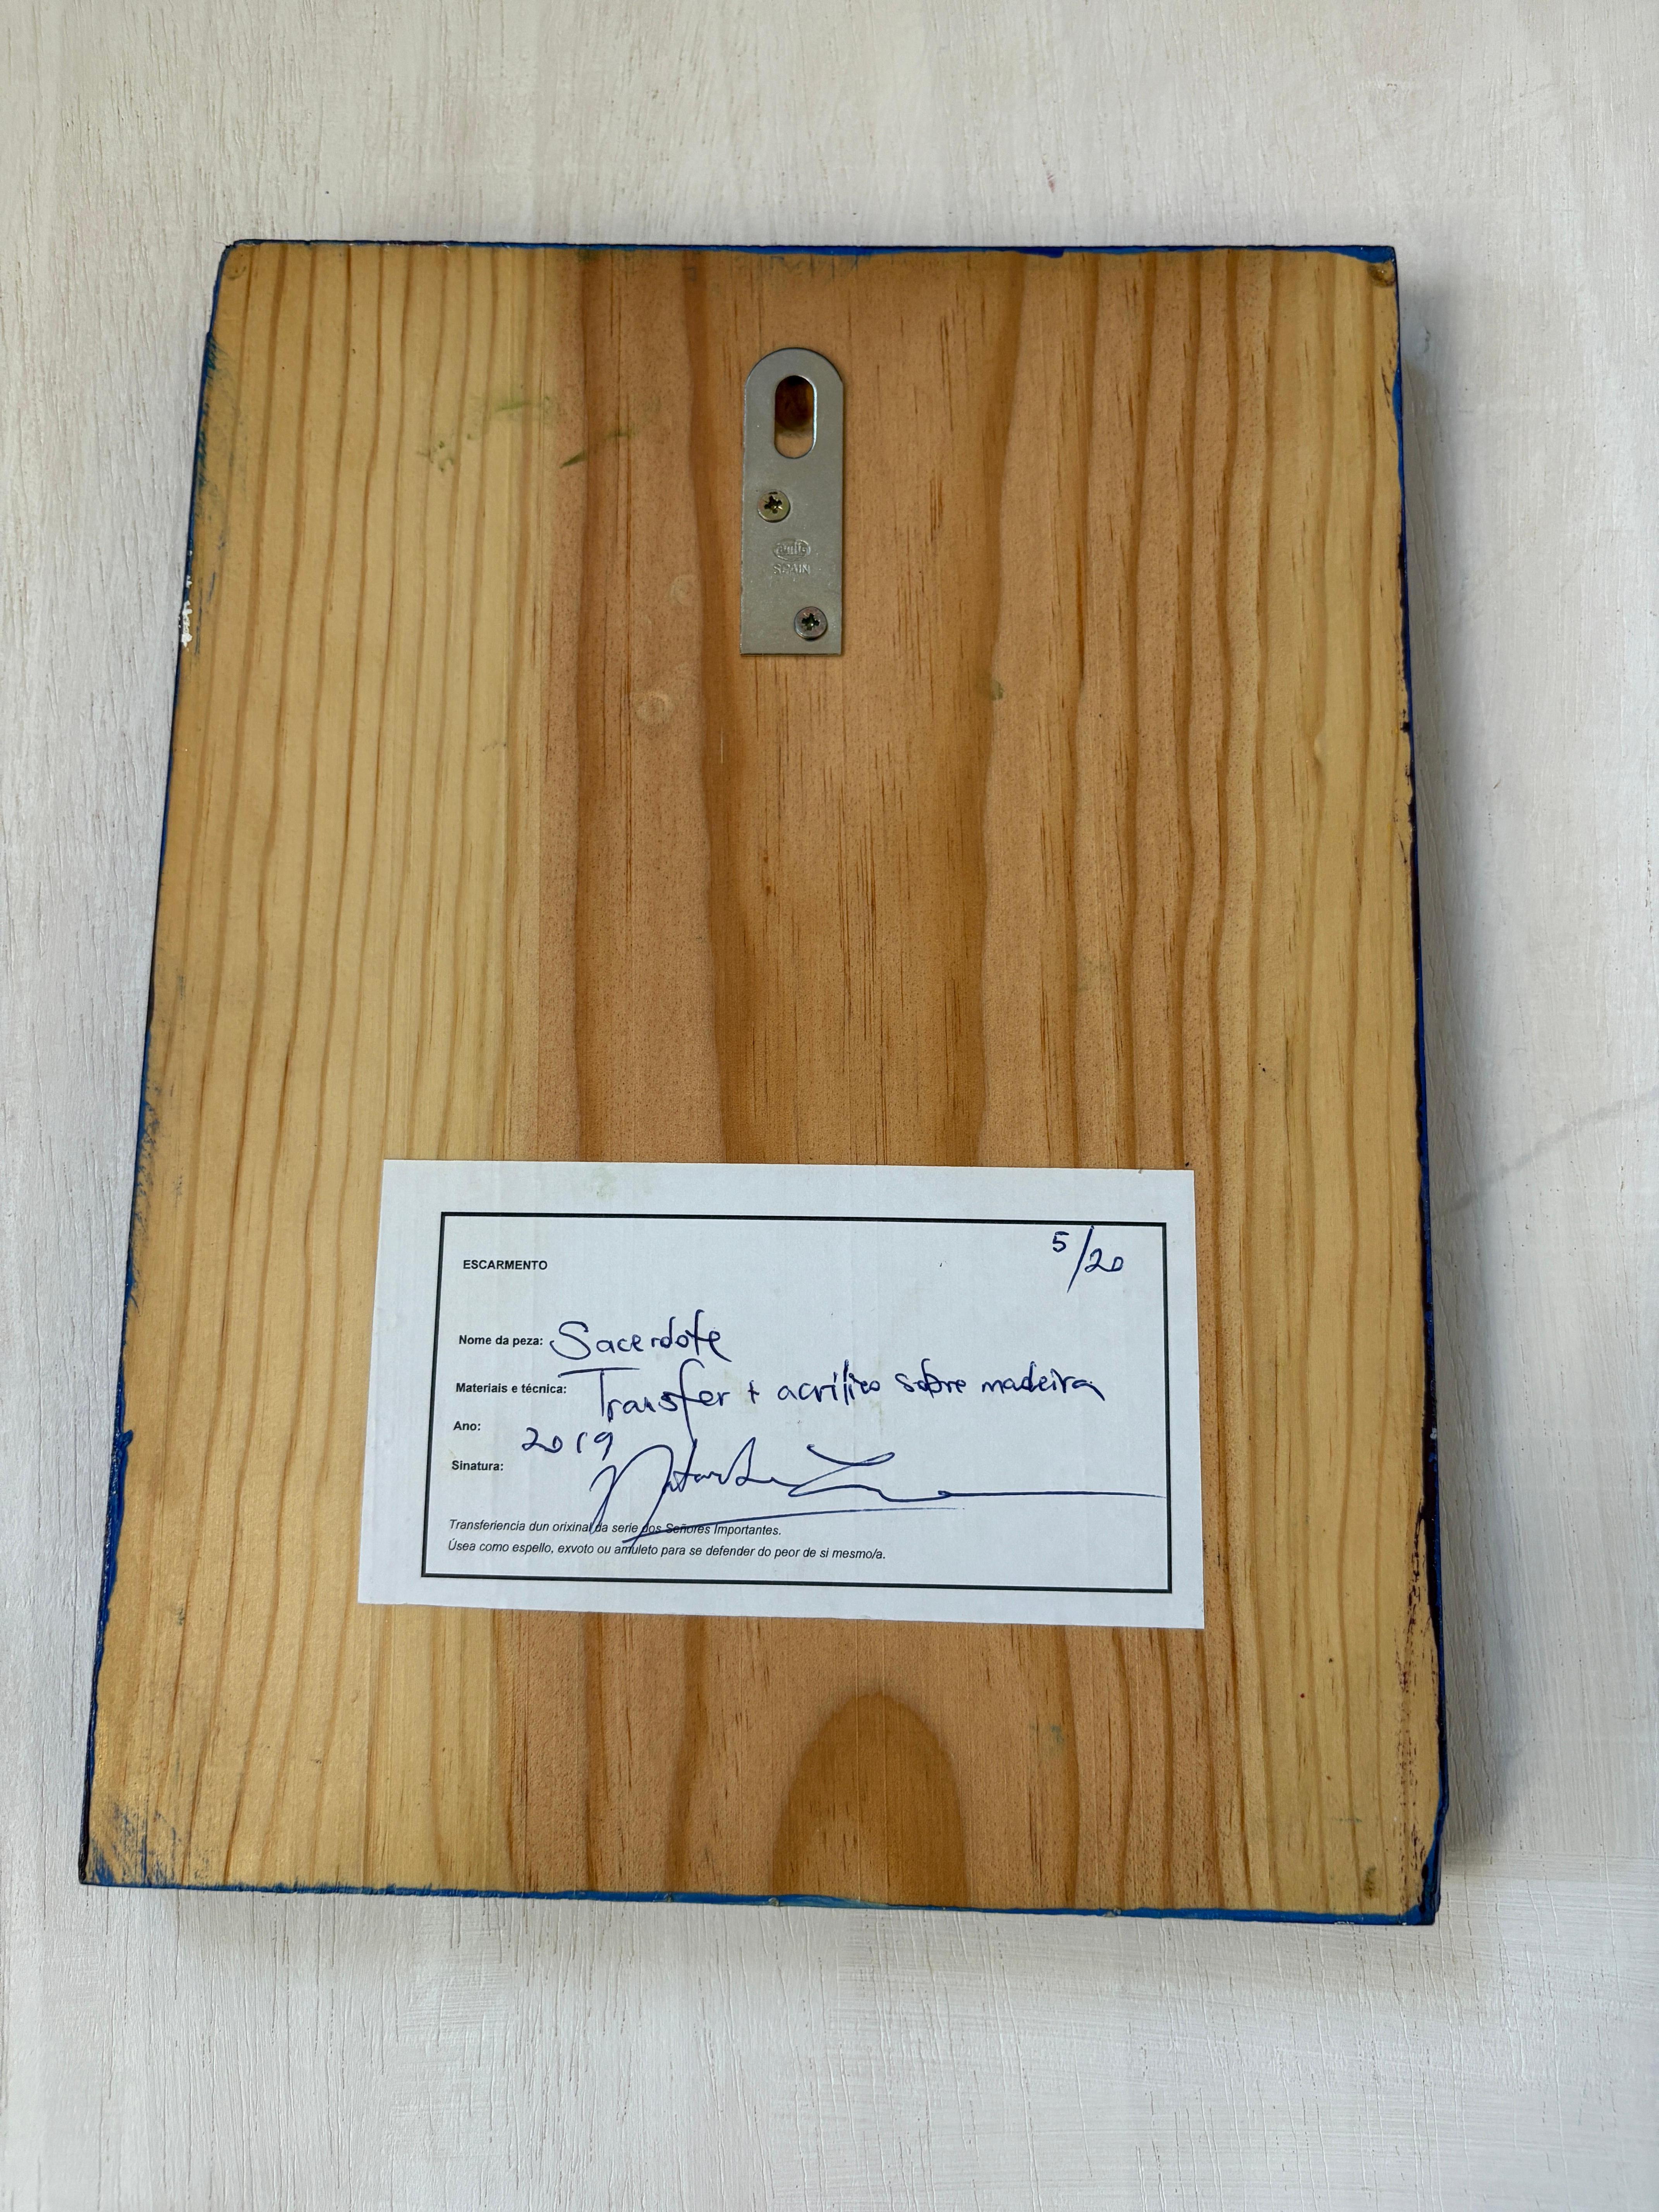 amig
SPAIN
ESCARMENTO
5/20
Nome da peza: Sacerdote
Materiais e técnica: Transfer + acrílico sobre madeira
Ano: 2019
Sinatura:
Transferiencia dun orixinal da serie dos Señores Importantes.
Úsea como espello, exvoto ou amuleto para se defender do peor de si mesmo/a.